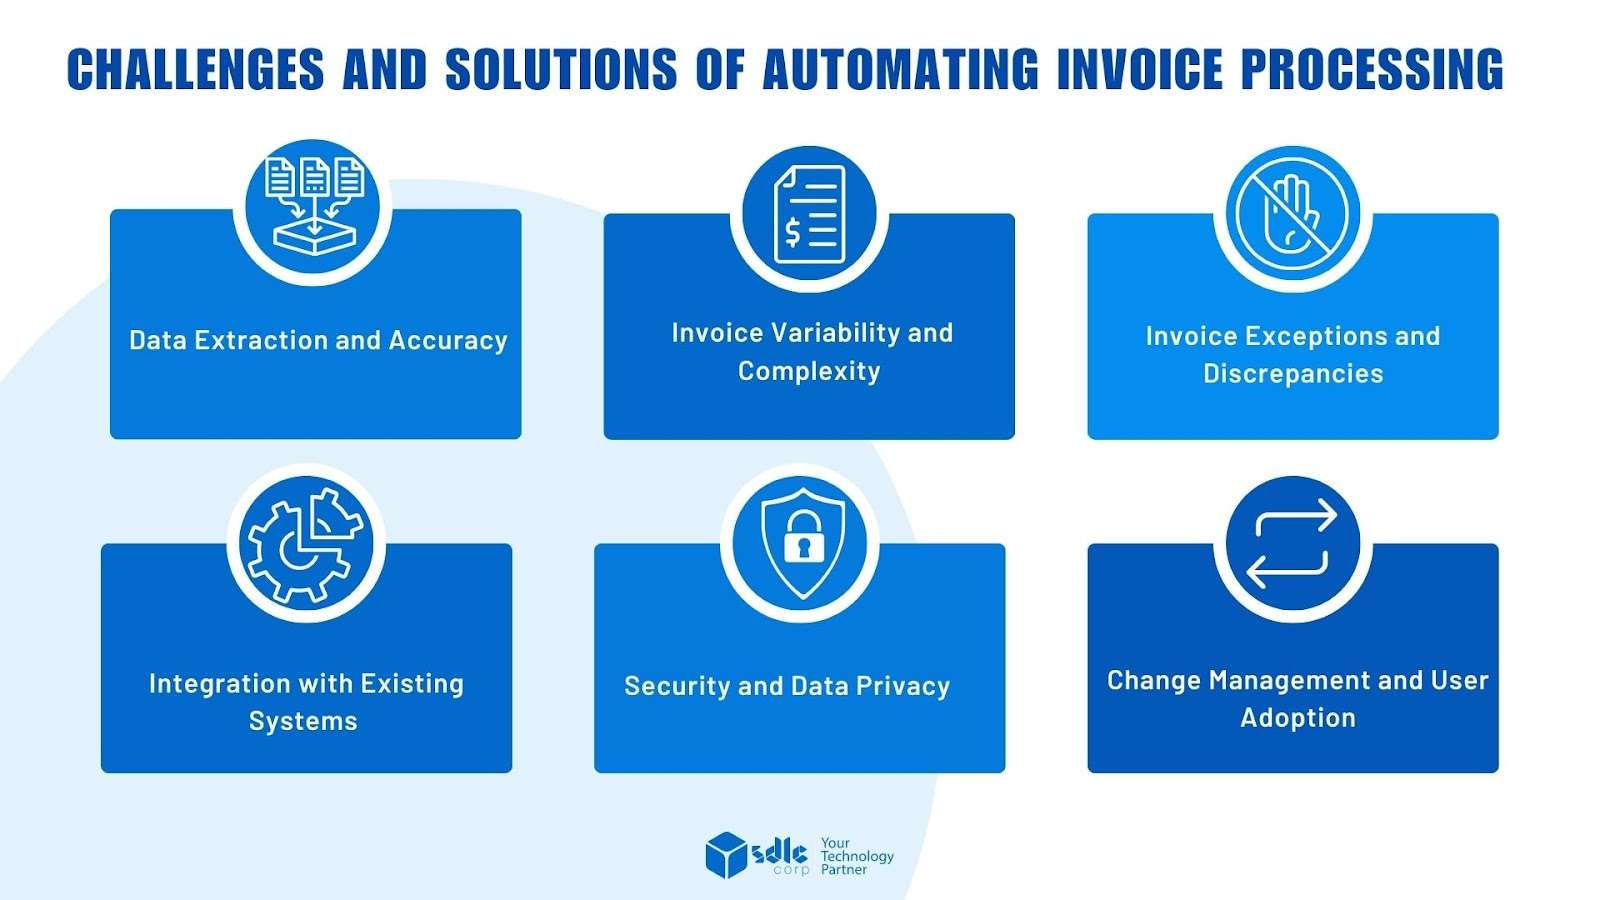 CHALLENGES AND SOLUTIONS OF AUTOMATING INVOICE PROCESSING
Data Extraction and Accuracy
Invoice Variability and
Complexity
$
Invoice Exceptions and
Discrepancies
Integration with Existing
Systems
Security and Data Privacy
Change Management and User
Adoption
sdlc
corp
Your
Technology
Partner